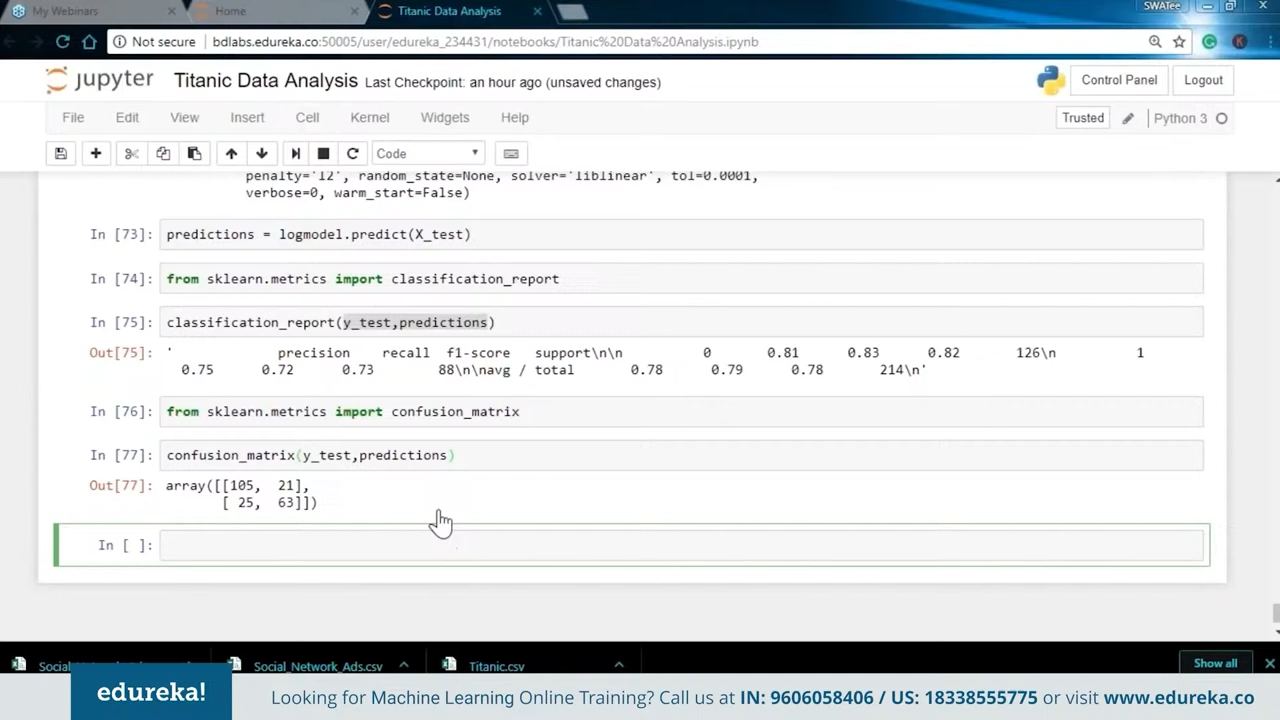 My Webinars
Home
Titanic Data Analysis
SWATee
Not secure
bdlabs.edureka.co:50005/user/edureka_234431/notebooks/Titanic%20Data%20Analysis.ipynb
jupyter
Titanic Data Analysis Last Checkpoint: an hour ago (unsaved changes)
Control Panel
Logout
File Edit View Insert Cell Kernel Widgets Help
Trusted
Python 3
Code
penalty='l2', random_state=None, solver='liblinear', tol=0.0001,
verbose=0, warm_start=False)
In [73]: predictions = logmodel.predict(X_test)
In [74]: from sklearn.metrics import classification_report
In [75]: classification_report(y_test,predictions)
Out[75]: ' precision recall f1-score support\n\n 0 0.81 0.83 0.82 126\n 1
0.75 0.72 0.73 88\n\navg / total 0.78 0.79 0.78 214\n'
In [76]: from sklearn.metrics import confusion_matrix
In [77]: confusion_matrix(y_test,predictions)
Out[77]: array([[105, 21],
[ 25, 63]])
In [ ]:
Social_Network_Ads.csv
Titanic.csv
Show all
edureka!
Looking for Machine Learning Online Training? Call us at IN: 9606058406 / US: 18338555775 or visit www.edureka.co